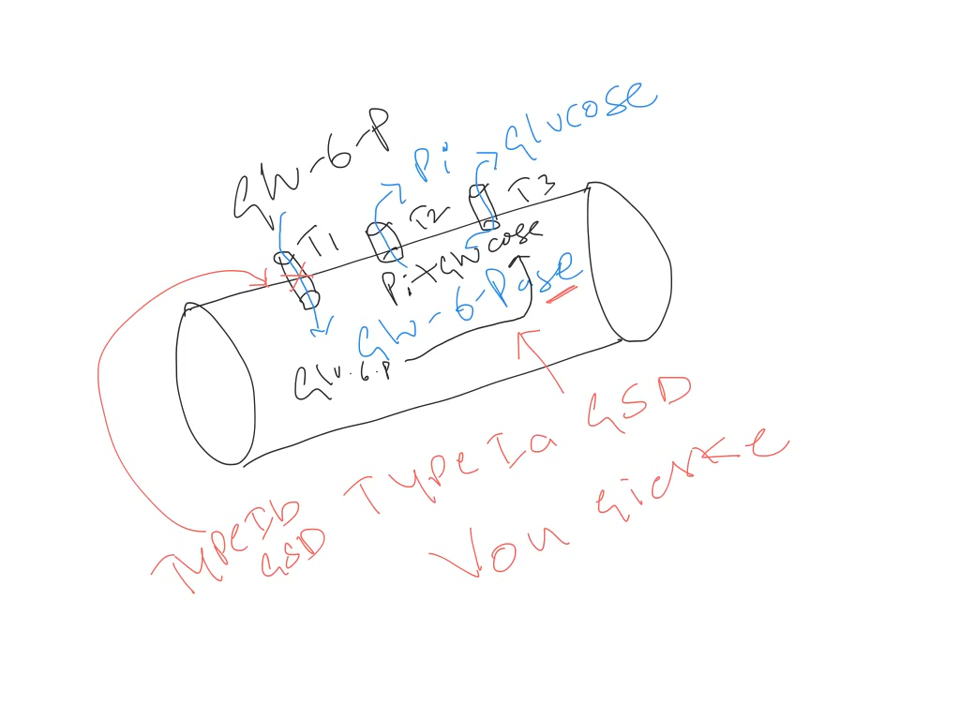 Glu-6-P
Pi
Glucose
T1
T2
T3
Pi+Glucose
Glu-6-Pase
Glu.6.P
Type Ia GSD
Von Gierke
Type Ib
GSD